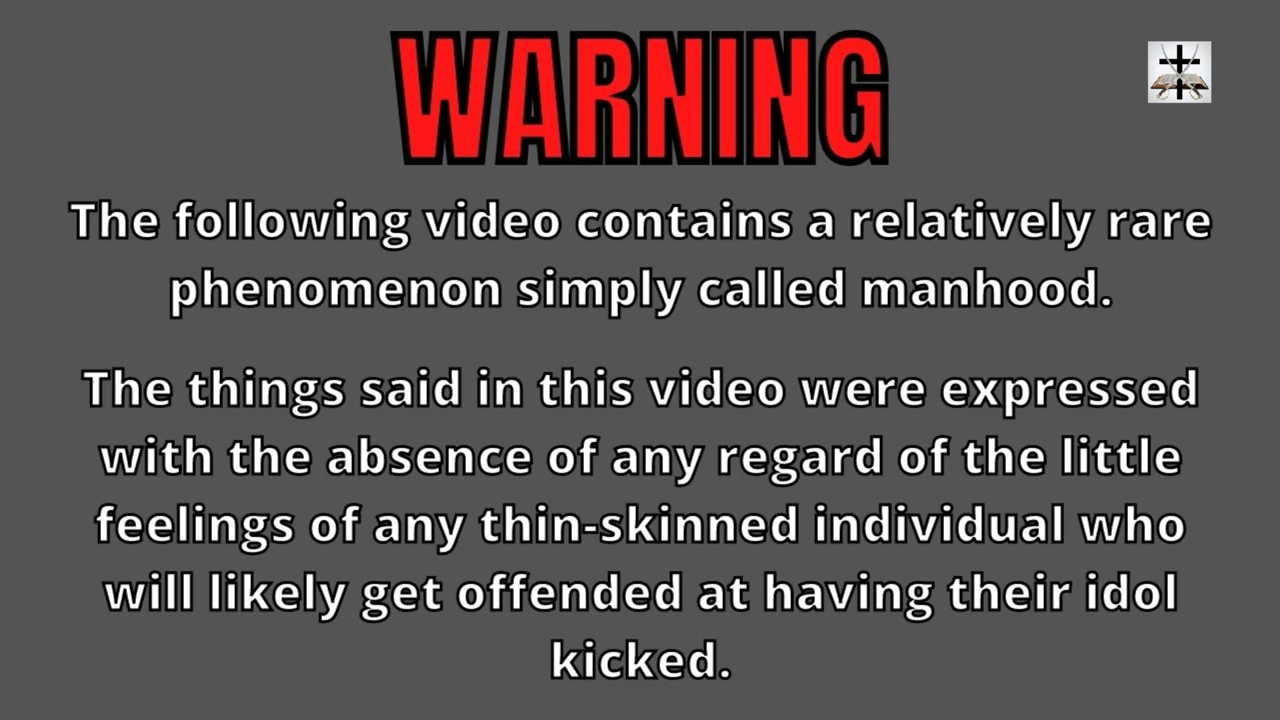 WARNING
The following video contains a relatively rare
phenomenon simply called manhood.
The things said in this video were expressed
with the absence of any regard of the little
feelings of any thin-skinned individual who
will likely get offended at having their idol
kicked.